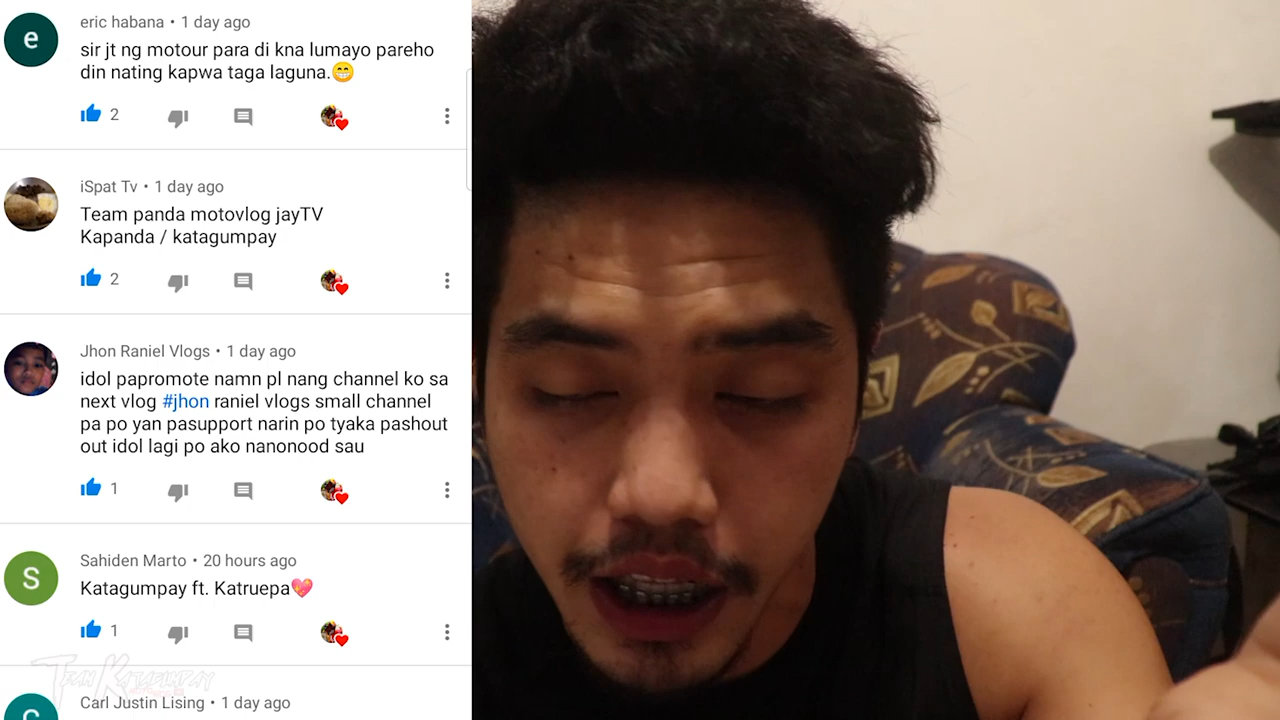 e
eric habana • 1 day ago
sir jt ng motour para di kna lumayo pareho
din nating kapwa taga laguna.😁
2
iSpat Tv • 1 day ago
Team panda motovlog jayTV
Kapanda / katagumpay
2
Jhon Raniel Vlogs • 1 day ago
idol papromote namn pl nang channel ko sa
next vlog #jhon raniel vlogs small channel
pa po yan pasupport narin po tyaka pashout
out idol lagi po ako nanonood sau
1
S
Sahiden Marto • 20 hours ago
Katagumpay ft. Katruepa💖
1
Team Katagumpay
Carl Justin Lising • 1 day ago